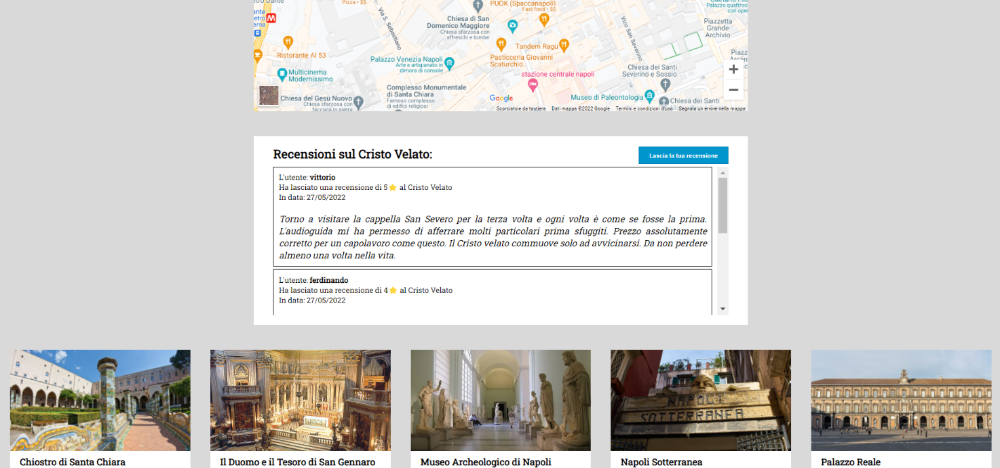 Pizza · $$
PUOK (Spaccanapoli)
Fast food · $$
Palazzo quattroc
con oper
etro Dante
ante
etro
erna
M
Via S. Sebastiano
Chiesa di San
Domenico Maggiore
Chiesa sfarzosa con
affreschi e tombe
Vico San Severino
Piazzetta
Grande
Archivio
Ristorante Al 53
Tandem Ragù
Palazzo Venezia Napoli
Arte e artigianato in
dimora di console
Pasticceria Giovanni
Scaturchio
Piazz
Multicinema
Modernissimo
stazione centrale napoli
Chiesa dei Santi
Severino e Sossio
+
−
Complesso Monumentale
di Santa Chiara
Famoso complesso
di edifici religiosi
Chiesa del Gesù Nuovo
Chiesa sfarzosa con
facciata in pietra
Google
Museo di Paleontologia
Chiesa dei Santi
Scorciatoie da tastiera Dati mappa ©2022 Google Termini e condizioni d'uso Segnala un errore nella mappa
Recensioni sul Cristo Velato:
Lascia la tua recensione
L'utente: vittorio
Ha lasciato una recensione di 5⭐ al Cristo Velato
In data: 27/05/2022
Torno a visitare la cappella San Severo per la terza volta e ogni volta è come se fosse la prima.
L'audioguida mi ha permesso di afferrare molti particolari prima sfuggiti. Prezzo assolutamente
corretto per un capolavoro come questo. Il Cristo velato commuove solo ad avvicinarsi. Da non perdere
almeno una volta nella vita.
L'utente: ferdinando
Ha lasciato una recensione di 4⭐ al Cristo Velato
In data: 27/05/2022
NAPOLI
SOTTERRANEA
Chiostro di Santa Chiara
Il Duomo e il Tesoro di San Gennaro
Museo Archeologico di Napoli
Napoli Sotterranea
Palazzo Reale